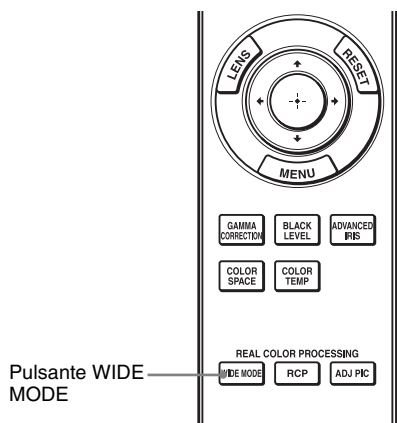 LENS
RESET
MENU
GAMMA CORRECTION
BLACK LEVEL
ADVANCED IRIS
COLOR SPACE
COLOR TEMP
REAL COLOR PROCESSING
Pulsante WIDE MODE
WIDE MODE
RCP
ADJ PIC